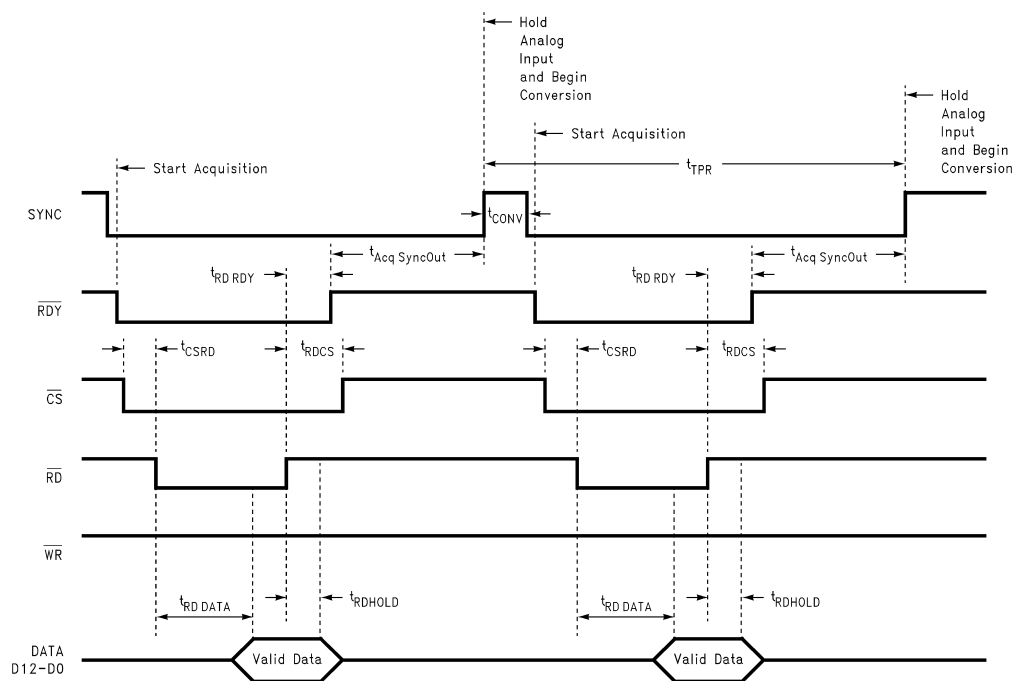 Hold
Analog
Input
and Begin
Conversion
Hold
Analog
Input
and Begin
Conversion
Start Acquisition
Start Acquisition
tTPR
SYNC
tCONV
tAcq SyncOut
tAcq SyncOut
tRD RDY
tRD RDY
RDY
tCSRD
tRDCS
tCSRD
tRDCS
CS
RD
WR
tRD DATA
tRDHOLD
tRD DATA
tRDHOLD
DATA
D12-D0
Valid Data
Valid Data